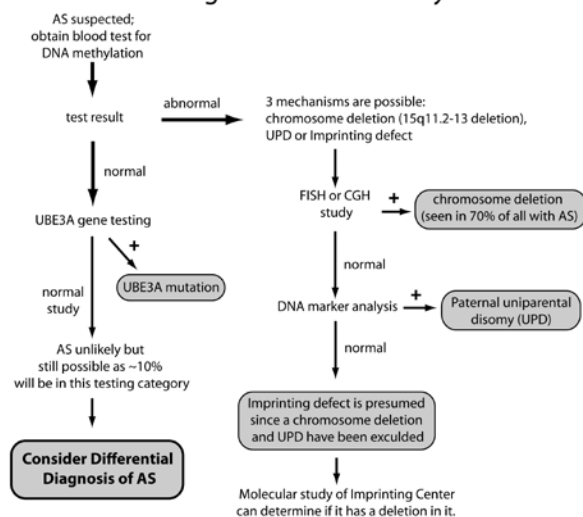 AS suspected;
obtain blood test for
DNA methylation
test result
abnormal
3 mechanisms are possible:
chromosome deletion (15q11.2-13 deletion),
UPD or Imprinting defect
normal
FISH or CGH
study
+
chromosome deletion
(seen in 70% of all with AS)
UBE3A gene testing
+
UBE3A mutation
normal
normal
study
DNA marker analysis
+
Paternal uniparental
disomy (UPD)
normal
AS unlikely but
still possible as ~10%
will be in this testing category
Imprinting defect is presumed
since a chromosome deletion
and UPD have been exculded
Consider Differential
Diagnosis of AS
Molecular study of Imprinting Center
can determine if it has a deletion in it.